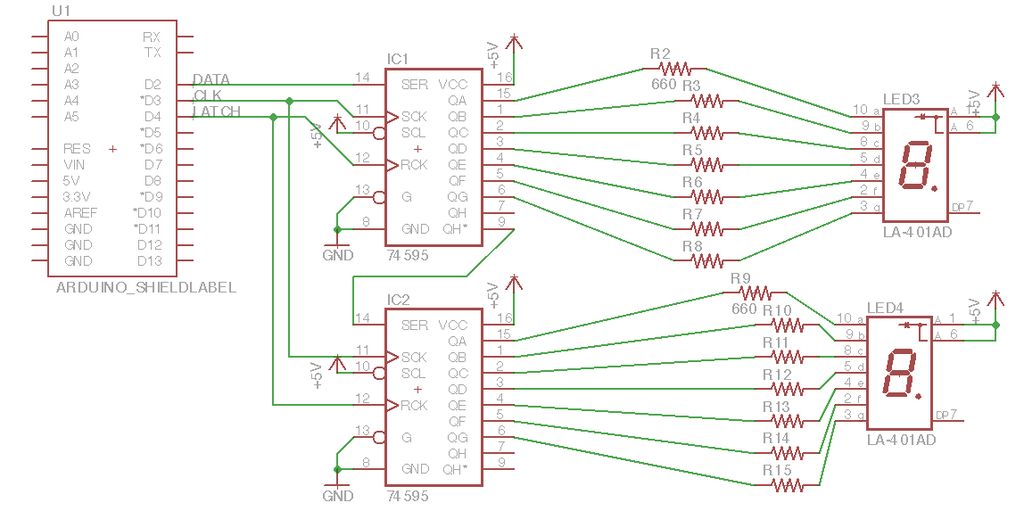 U1
A0 RX
A1 TX
A2
A3 D2 DATA
A4 *D3 CLK
A5 D4 LATCH
*D5
RES *D6
VIN D7
5V D8
3.3V *D9
AREF *D10
GND *D11
GND D12
GND D13
ARDUINO_SHIELDLABEL
IC1
+5V
14 SER VCC 16
QA 15
11 SCK QB 1
+5V 10 SCL QC 2
QD 3
12 RCK QE 4
QF 5
13 G QG 6
QH 7
8 GND QH* 9
GND
74595
R2
660
R3
R4
R5
R6
R7
R8
LED3
+5V
10 a A 1
9 b A 6
8 c
5 d
4 e
2 f
3 g DP 7
LA-401AD
IC2
+5V
14 SER VCC 16
QA 15
11 SCK QB 1
+5V 10 SCL QC 2
QD 3
12 RCK QE 4
QF 5
13 G QG 6
QH 7
8 GND QH* 9
GND
74595
R9
660
R10
R11
R12
R13
R14
R15
LED4
+5V
10 a A 1
9 b A 6
8 c
5 d
4 e
2 f
3 g DP 7
LA-401AD